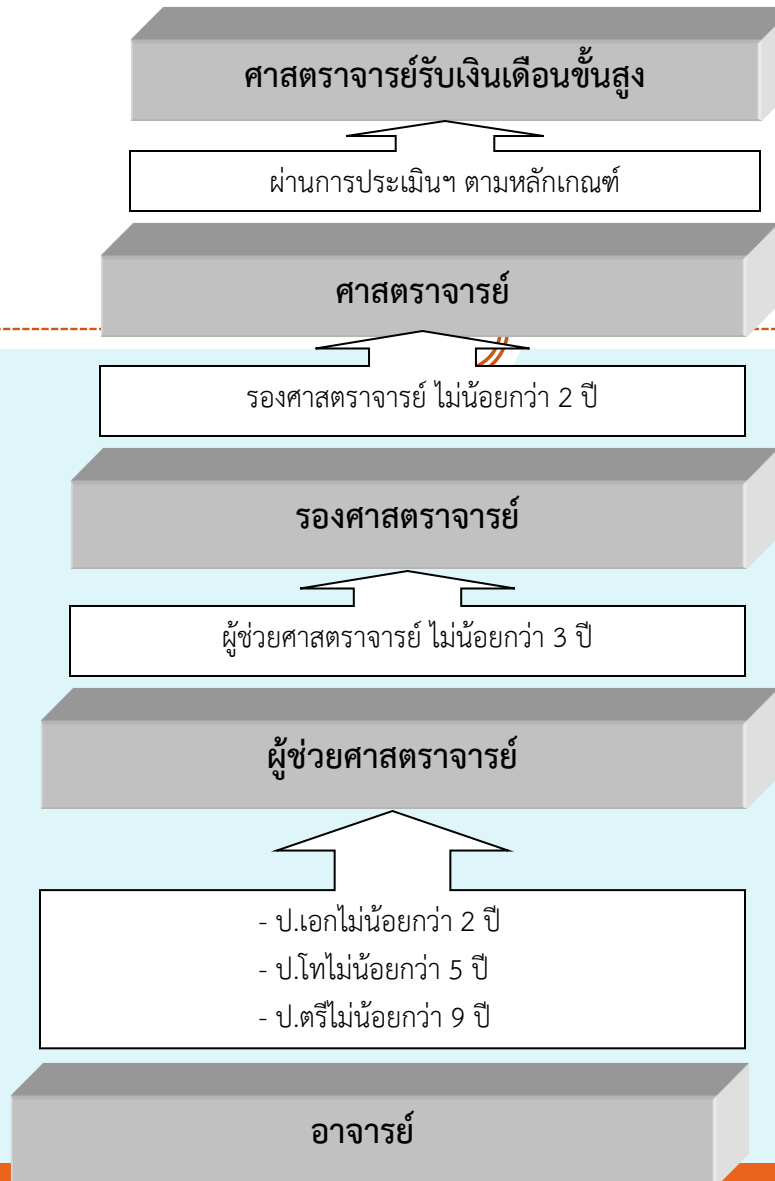 ศาสตราจารย์รับเงินเดือนขั้นสูง
ผ่านการประเมินฯ ตามหลักเกณฑ์
ศาสตราจารย์
รองศาสตราจารย์ ไม่น้อยกว่า 2 ปี
รองศาสตราจารย์
ผู้ช่วยศาสตราจารย์ ไม่น้อยกว่า 3 ปี
ผู้ช่วยศาสตราจารย์
- ป.เอกไม่น้อยกว่า 2 ปี
- ป.โทไม่น้อยกว่า 5 ปี
- ป.ตรีไม่น้อยกว่า 9 ปี
อาจารย์